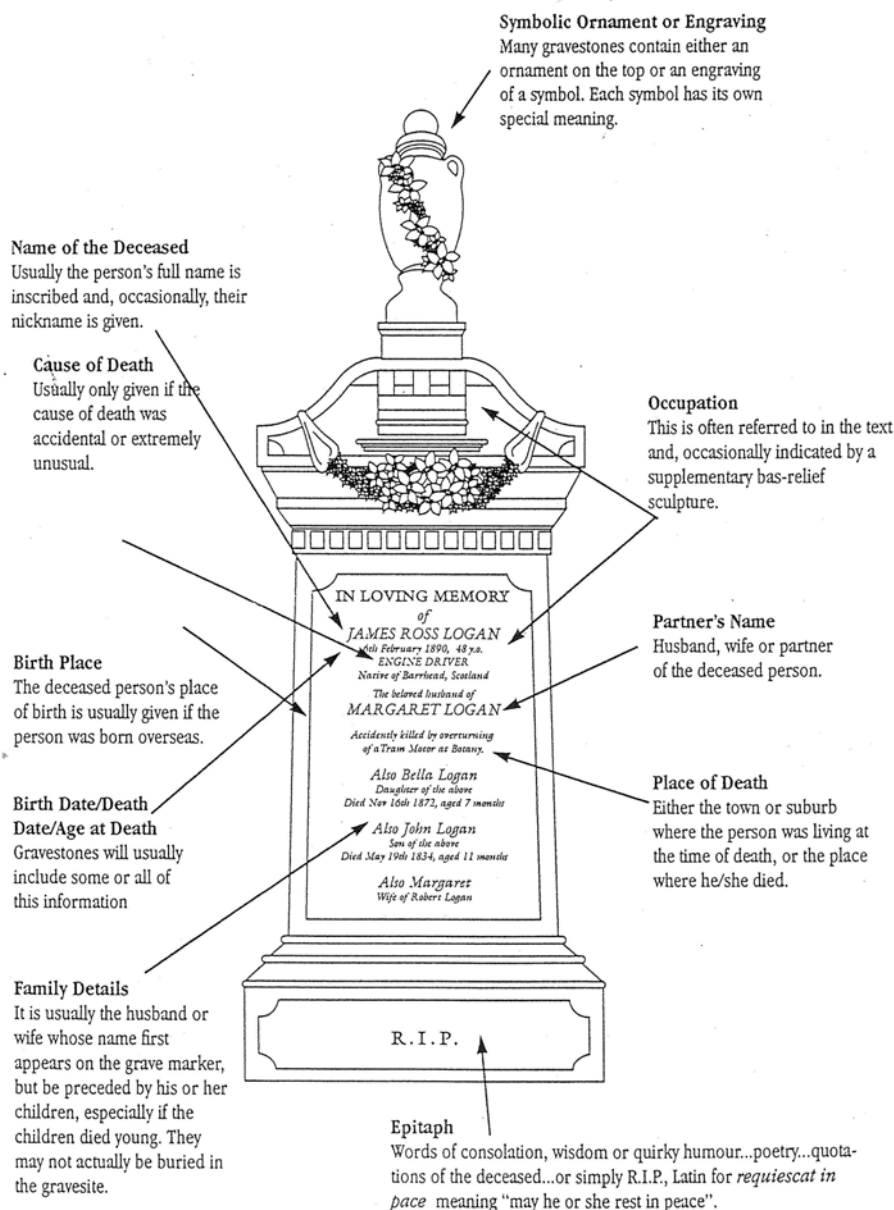 Symbolic Ornament or Engraving
Many gravestones contain either an
ornament on the top or an engraving
of a symbol. Each symbol has its own
special meaning.
Name of the Deceased
Usually the person's full name is
inscribed and, occasionally, their
nickname is given.
Cause of Death
Usually only given if the
cause of death was
accidental or extremely
unusual.
Occupation
This is often referred to in the text
and, occasionally indicated by a
supplementary bas-relief
sculpture.
IN LOVING MEMORY
of
JAMES ROSS LOGAN
6th February 1890, 48 y.o.
ENGINE DRIVER
Native of Barrhead, Scotland
The beloved husband of
MARGARET LOGAN
Accidently killed by overturning
of a Tram Motor at Botany.
Also Bella Logan
Daughter of the above
Died Nov 16th 1872, aged 7 months
Also John Logan
Son of the above
Died May 19th 1834, aged 11 months
Also Margaret
Wife of Robert Logan
R.I.P.
Birth Place
The deceased person's place
of birth is usually given if the
person was born overseas.
Birth Date/Death
Date/Age at Death
Gravestones will usually
include some or all of
this information
Partner's Name
Husband, wife or partner
of the deceased person.
Place of Death
Either the town or suburb
where the person was living at
the time of death, or the place
where he/she died.
Family Details
It is usually the husband or
wife whose name first
appears on the grave marker,
but be preceded by his or her
children, especially if the
children died young. They
may not actually be buried in
the gravesite.
Epitaph
Words of consolation, wisdom or quirky humour...poetry...quota-
tions of the deceased...or simply R.I.P., Latin for requiescat in
pace meaning "may he or she rest in peace".